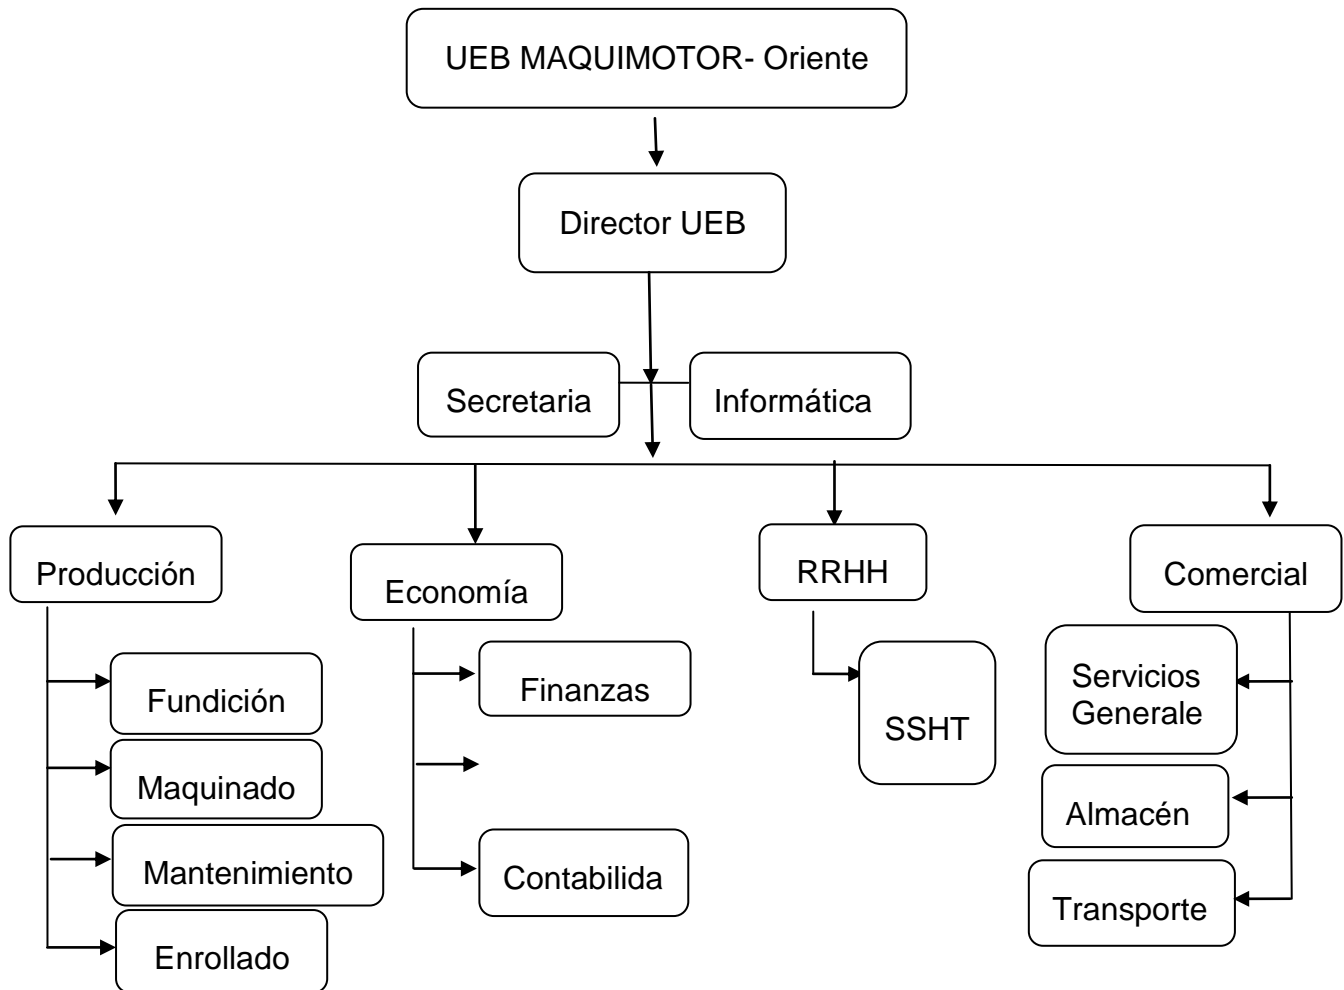 UEB MAQUIMOTOR- Oriente
Director UEB
Secretaria
Informática
Producción
Economía
RRHH
Comercial
Fundición
Maquinado
Mantenimiento
Enrollado
Finanzas
Contabilida
SSHT
Servicios
Generale
Almacén
Transporte